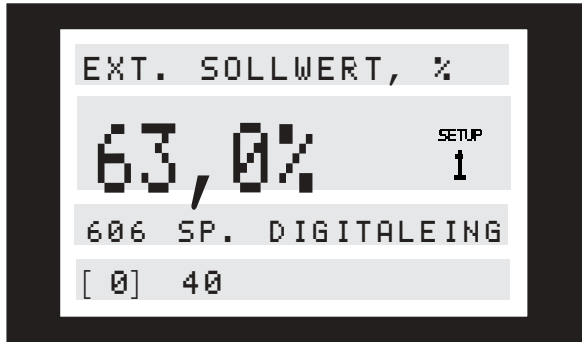 EXT. SOLLWERT, %
63,0%
SETUP
1
606 SP. DIGITALEING
[ 0] 40